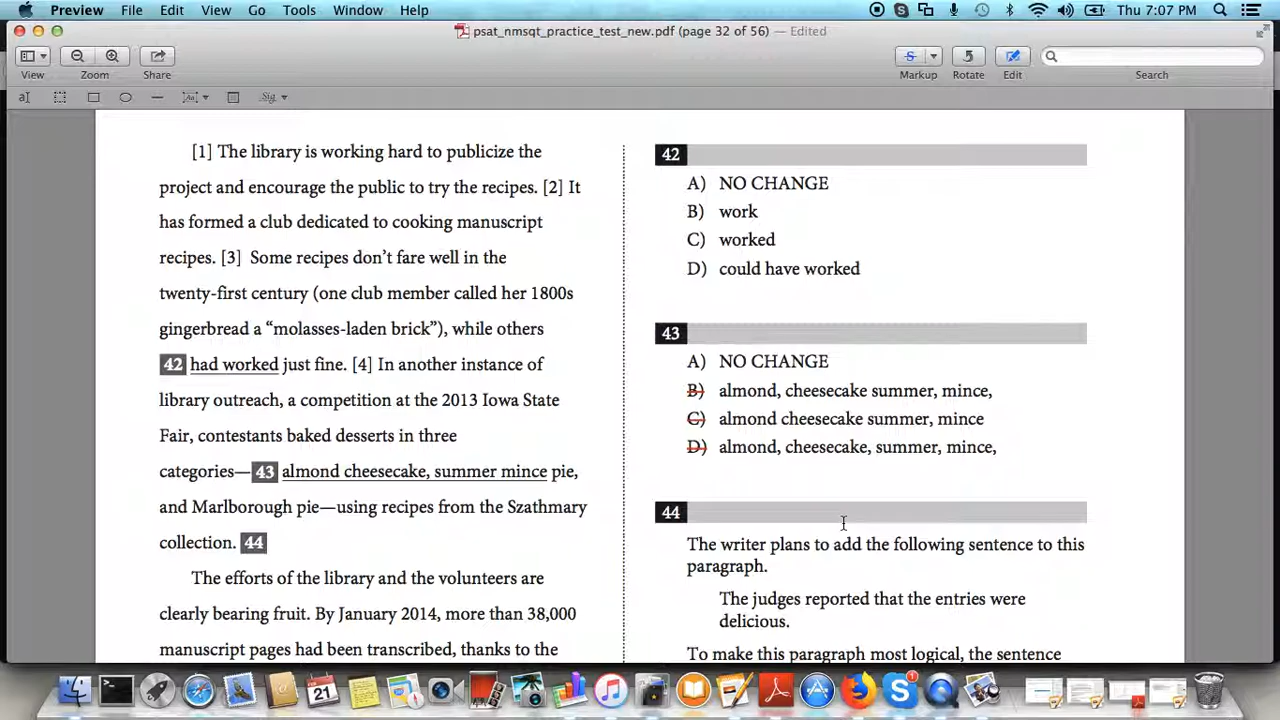 Preview File Edit View Go Tools Window Help Thu 7:07 PM
psat_nmsqt_practice_test_new.pdf (page 32 of 56) — Edited
View Zoom Share Markup Rotate Edit Search
[1] The library is working hard to publicize the
project and encourage the public to try the recipes. [2] It
has formed a club dedicated to cooking manuscript
recipes. [3] Some recipes don’t fare well in the
twenty-first century (one club member called her 1800s
gingerbread a “molasses-laden brick”), while others
42 had worked just fine. [4] In another instance of
library outreach, a competition at the 2013 Iowa State
Fair, contestants baked desserts in three
categories—43 almond cheesecake, summer mince pie,
and Marlborough pie—using recipes from the Szathmary
collection. 44
The efforts of the library and the volunteers are
clearly bearing fruit. By January 2014, more than 38,000
manuscript pages had been transcribed, thanks to the
42
A) NO CHANGE
B) work
C) worked
D) could have worked
43
A) NO CHANGE
B) almond, cheesecake summer, mince,
C) almond cheesecake summer, mince
D) almond, cheesecake, summer, mince,
44
The writer plans to add the following sentence to this
paragraph.
The judges reported that the entries were
delicious.
To make this paragraph most logical, the sentence